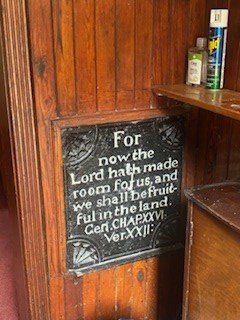 For
now the
Lord hath made
room for us, and
we shall be fruit-
ful in the land.
Gen. CHAP. XXVI.
Ver. XXII.